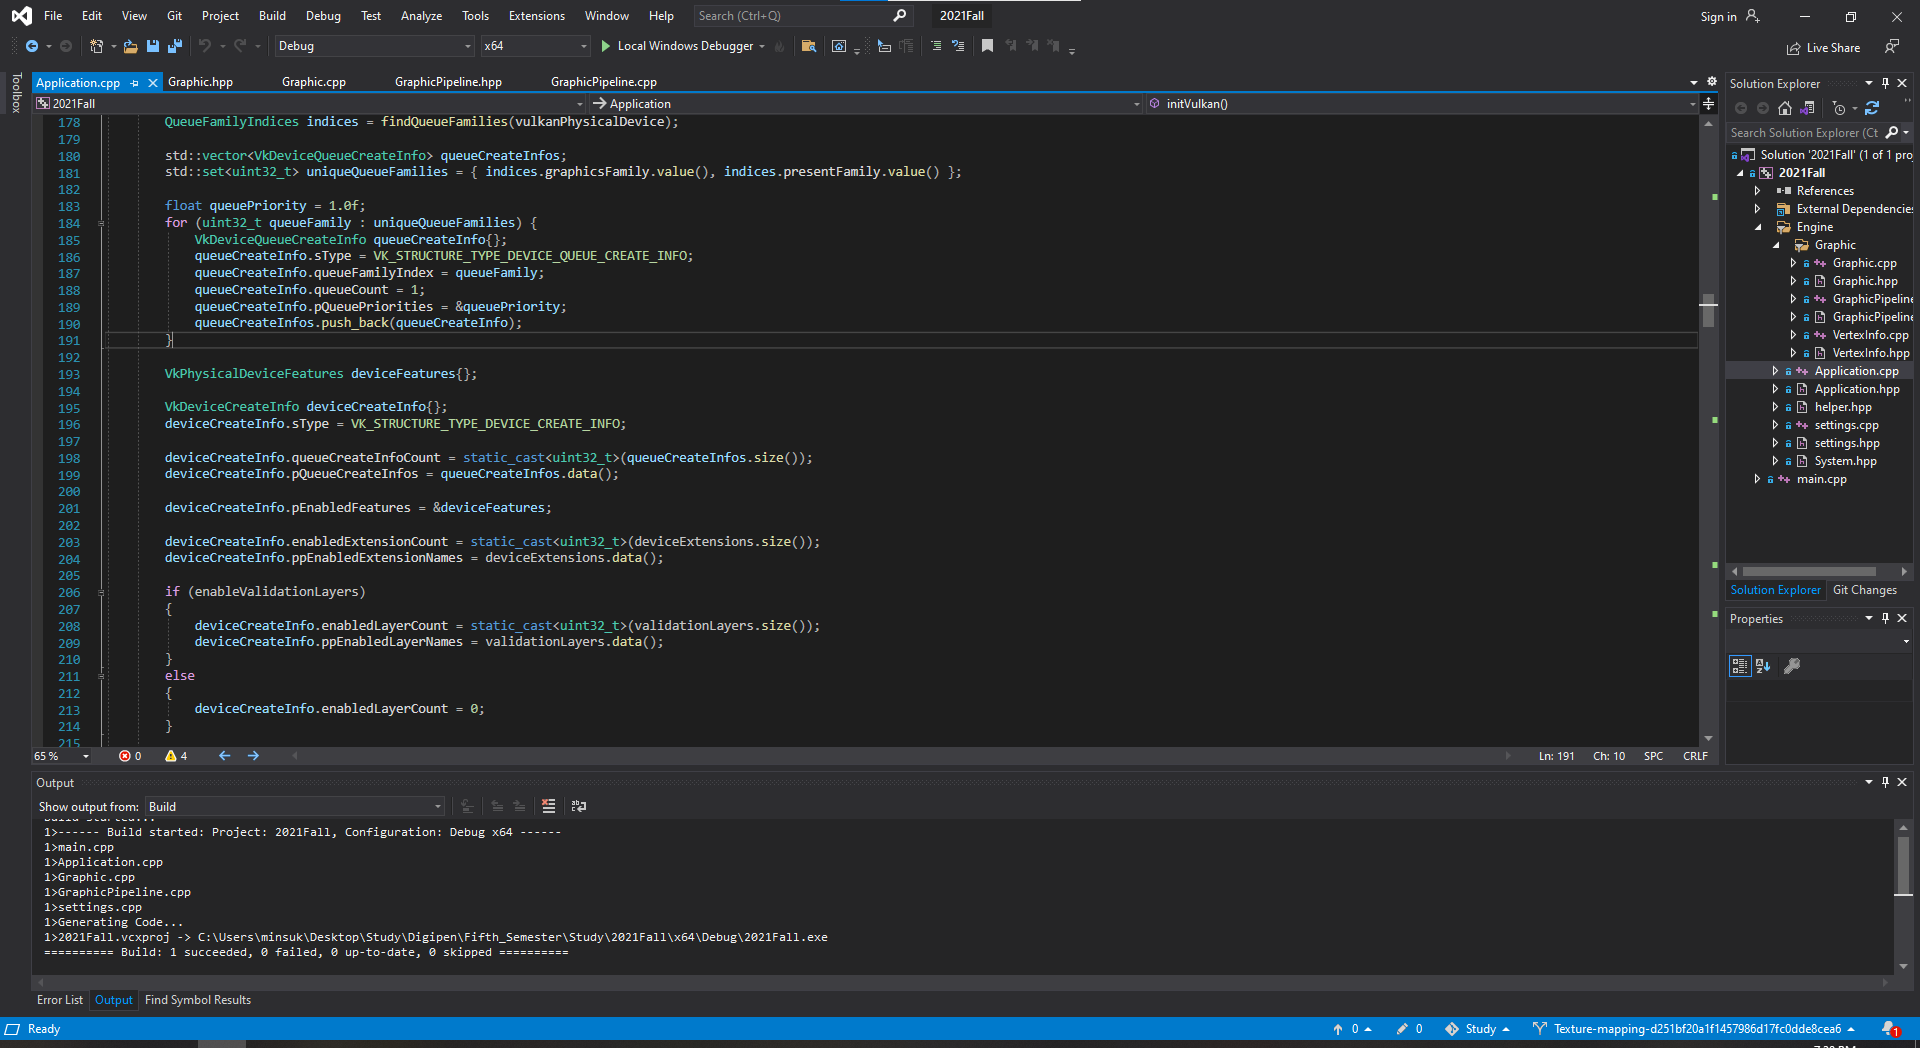 File Edit View Git Project Build Debug Test Analyze Tools Extensions Window Help Search (Ctrl+Q) 2021Fall Sign in
Debug x64 Local Windows Debugger Live Share
Toolbox
Application.cpp Graphic.hpp Graphic.cpp GraphicPipeline.hpp GraphicPipeline.cpp
2021Fall Application initVulkan()
178 QueueFamilyIndices indices = findQueueFamilies(vulkanPhysicalDevice);
179
180 std::vector<VkDeviceQueueCreateInfo> queueCreateInfos;
181 std::set<uint32_t> uniqueQueueFamilies = { indices.graphicsFamily.value(), indices.presentFamily.value() };
182
183 float queuePriority = 1.0f;
184 for (uint32_t queueFamily : uniqueQueueFamilies) {
185 VkDeviceQueueCreateInfo queueCreateInfo{};
186 queueCreateInfo.sType = VK_STRUCTURE_TYPE_DEVICE_QUEUE_CREATE_INFO;
187 queueCreateInfo.queueFamilyIndex = queueFamily;
188 queueCreateInfo.queueCount = 1;
189 queueCreateInfo.pQueuePriorities = &queuePriority;
190 queueCreateInfos.push_back(queueCreateInfo);
191 }
192
193 VkPhysicalDeviceFeatures deviceFeatures{};
194
195 VkDeviceCreateInfo deviceCreateInfo{};
196 deviceCreateInfo.sType = VK_STRUCTURE_TYPE_DEVICE_CREATE_INFO;
197
198 deviceCreateInfo.queueCreateInfoCount = static_cast<uint32_t>(queueCreateInfos.size());
199 deviceCreateInfo.pQueueCreateInfos = queueCreateInfos.data();
200
201 deviceCreateInfo.pEnabledFeatures = &deviceFeatures;
202
203 deviceCreateInfo.enabledExtensionCount = static_cast<uint32_t>(deviceExtensions.size());
204 deviceCreateInfo.ppEnabledExtensionNames = deviceExtensions.data();
205
206 if (enableValidationLayers)
207 {
208 deviceCreateInfo.enabledLayerCount = static_cast<uint32_t>(validationLayers.size());
209 deviceCreateInfo.ppEnabledLayerNames = validationLayers.data();
210 }
211 else
212 {
213 deviceCreateInfo.enabledLayerCount = 0;
214 }
215
65 % 0 4 Ln: 191 Ch: 10 SPC CRLF
Solution Explorer
Search Solution Explorer (Ct
Solution '2021Fall' (1 of 1 proj
2021Fall
References
External Dependencies
Engine
Graphic
Graphic.cpp
Graphic.hpp
GraphicPipeline
GraphicPipeline
VertexInfo.cpp
VertexInfo.hpp
Application.cpp
Application.hpp
helper.hpp
settings.cpp
settings.hpp
System.hpp
main.cpp
Solution Explorer Git Changes
Properties
Output
Show output from: Build
Build started...
1>------ Build started: Project: 2021Fall, Configuration: Debug x64 ------
1>main.cpp
1>Application.cpp
1>Graphic.cpp
1>GraphicPipeline.cpp
1>settings.cpp
1>Generating Code...
1>2021Fall.vcxproj -> C:\Users\minsuk\Desktop\Study\Digipen\Fifth_Semester\Study\2021Fall\x64\Debug\2021Fall.exe
========== Build: 1 succeeded, 0 failed, 0 up-to-date, 0 skipped ==========
Error List Output Find Symbol Results
Ready 0 0 Study Texture-mapping-d251bf20a1f1457986d17fc0dde8cea6 1